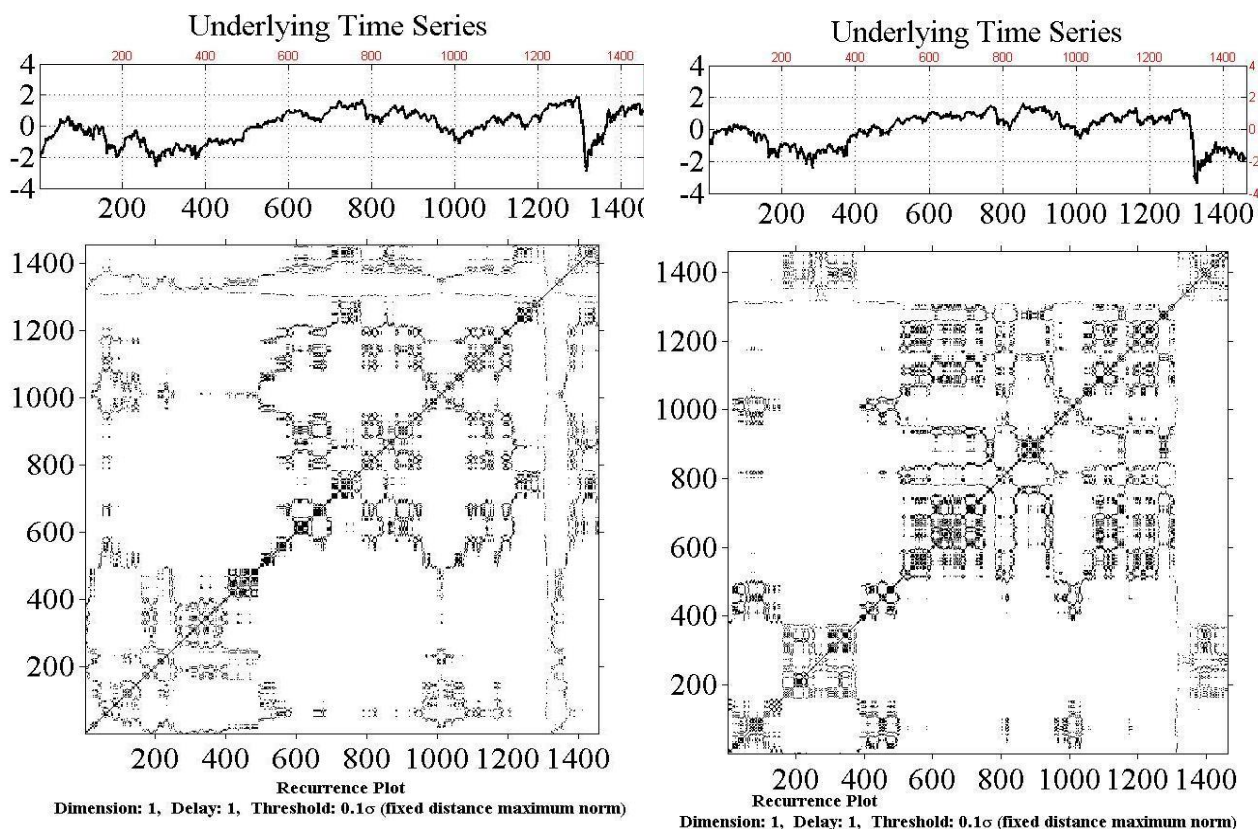 Underlying Time Series
200 400 600 800 1000 1200 1400
4
2
0
-2
-4
200 400 600 800 1000 1200 1400
1400
1200
1000
800
600
400
200
200 400 600 800 1000 1200 1400
Recurrence Plot
Dimension: 1, Delay: 1, Threshold: 0.1σ (fixed distance maximum norm)
Underlying Time Series
200 400 600 800 1000 1200 1400
4 4
2 2
0 0
-2 -2
-4 -4
200 400 600 800 1000 1200 1400
1400
1200
1000
800
600
400
200
200 400 600 800 1000 1200 1400
Recurrence Plot
Dimension: 1, Delay: 1, Threshold: 0.1σ (fixed distance maximum norm)